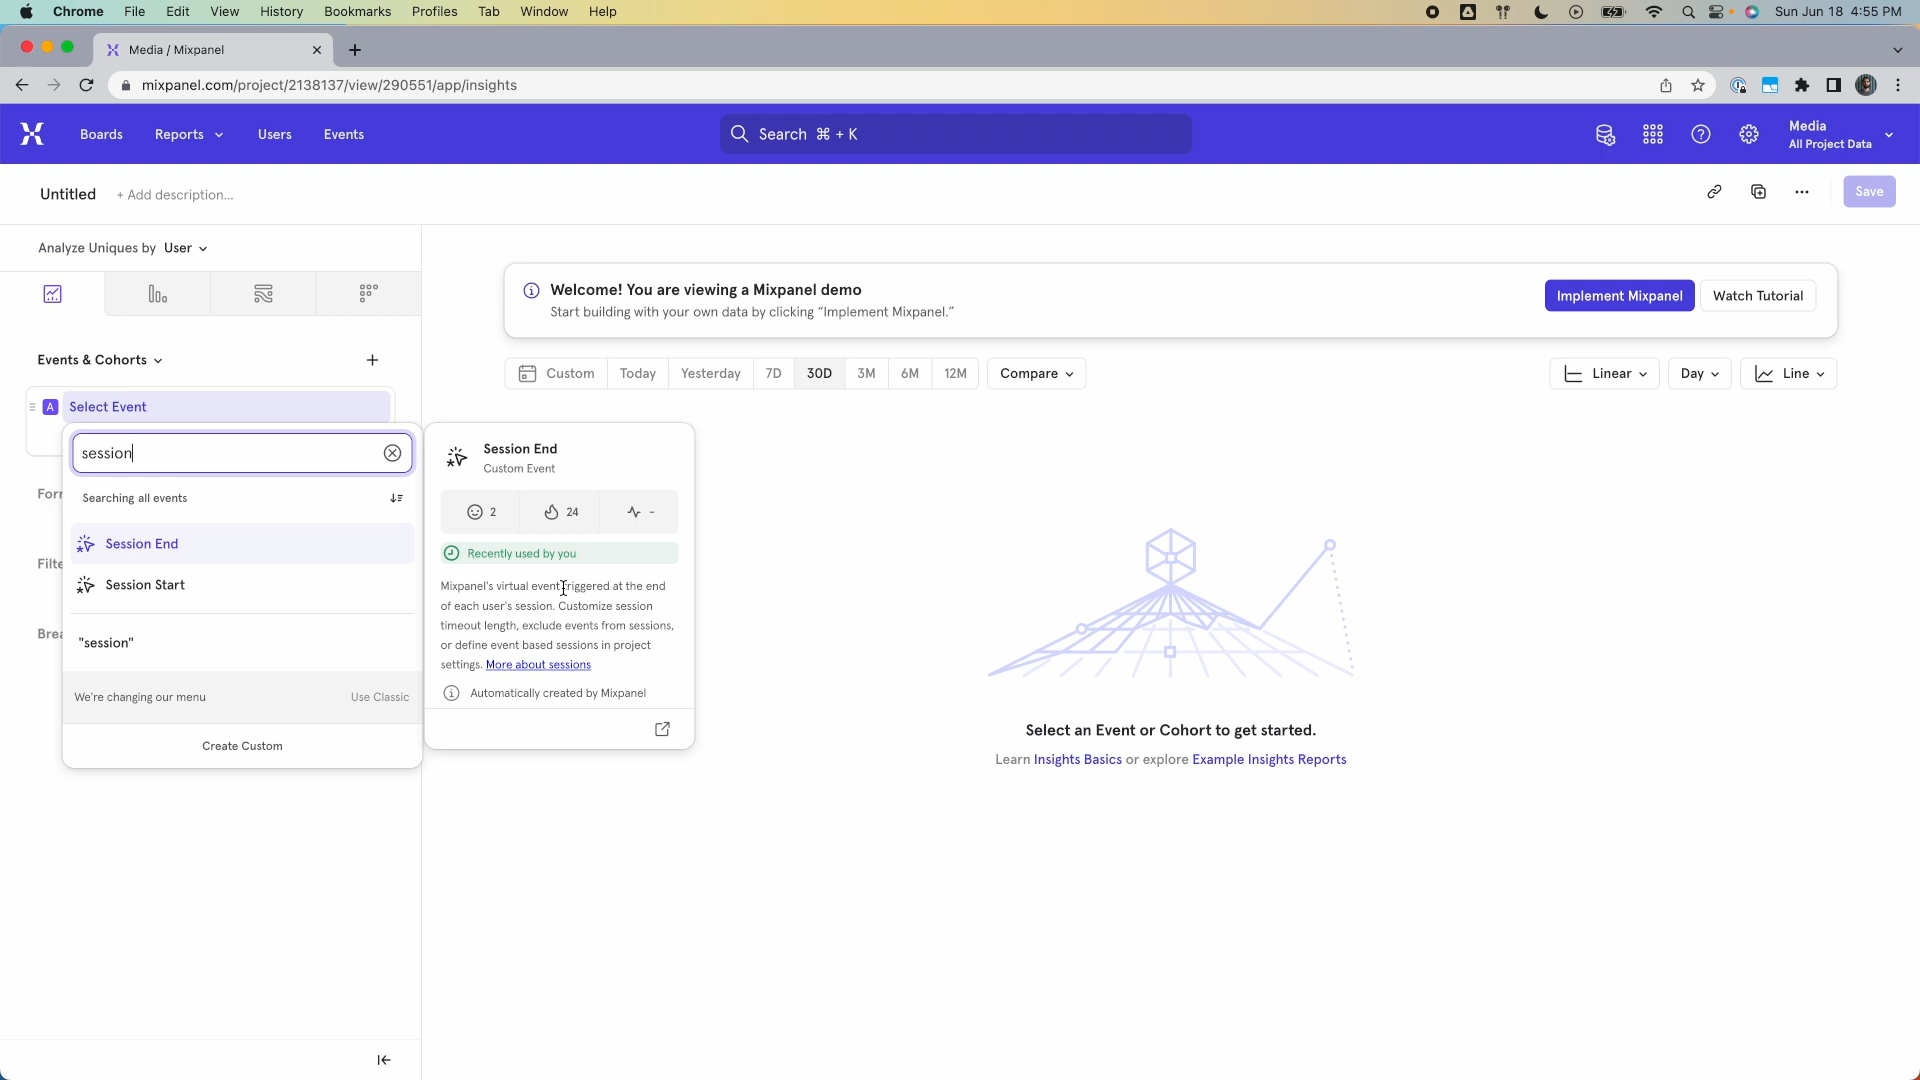 Chrome File Edit View History Bookmarks Profiles Tab Window Help Sun Jun 18 4:55 PM
Media / Mixpanel
mixpanel.com/project/2138137/view/290551/app/insights
Boards Reports Users Events Search ⌘ + K Media
All Project Data
Untitled + Add description... Save
Analyze Uniques by User
Welcome! You are viewing a Mixpanel demo
Start building with your own data by clicking “Implement Mixpanel.”
Implement Mixpanel Watch Tutorial
Events & Cohorts
Custom Today Yesterday 7D 30D 3M 6M 12M Compare Linear Day Line
A Select Event
session
Searching all events
Session End
Session Start
"session"
We're changing our menu Use Classic
Create Custom
Form
Filte
Brea
Session End
Custom Event
2 24 -
Recently used by you
Mixpanel's virtual event triggered at the end
of each user's session. Customize session
timeout length, exclude events from sessions,
or define event based sessions in project
settings. More about sessions
Automatically created by Mixpanel
Select an Event or Cohort to get started.
Learn Insights Basics or explore Example Insights Reports